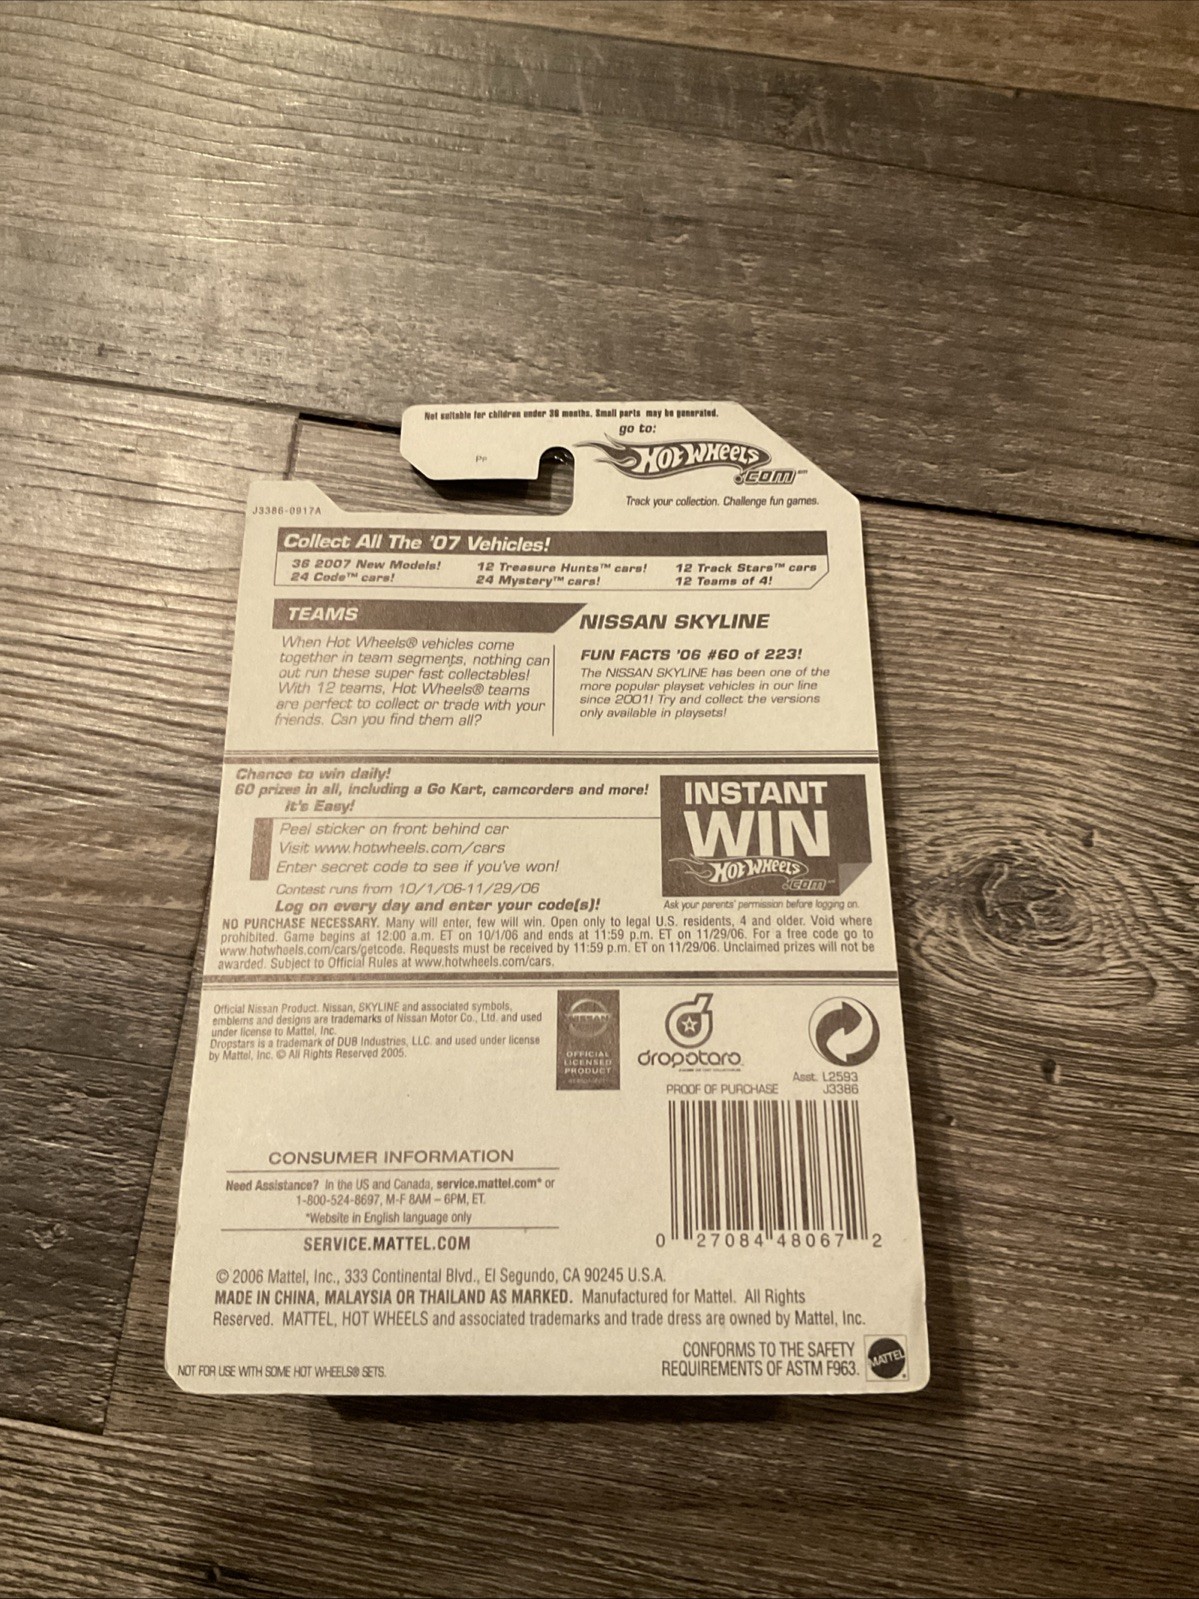 Not suitable for children under 36 months. Small parts may be generated.
go to:
HOT WHEELS
.COM
Track your collection. Challenge fun games.
J3386-0917A
Collect All The '07 Vehicles!
36 2007 New Models!
24 Code™ cars!
12 Treasure Hunts™ cars!
24 Mystery™ cars!
12 Track Stars™ cars
12 Teams of 4!
TEAMS
When Hot Wheels® vehicles come
together in team segments, nothing can
out run these super fast collectables!
With 12 teams, Hot Wheels® teams
are perfect to collect or trade with your
friends. Can you find them all?
NISSAN SKYLINE
FUN FACTS '06 #60 of 223!
The NISSAN SKYLINE has been one of the
more popular playset vehicles in our line
since 2001! Try and collect the versions
only available in playsets!
Chance to win daily!
60 prizes in all, including a Go Kart, camcorders and more!
It's Easy!
Peel sticker on front behind car
Visit www.hotwheels.com/cars
Enter secret code to see if you've won!
Contest runs from 10/1/06-11/29/06
Log on every day and enter your code(s)!
INSTANT
WIN
HOT WHEELS
.COM
Ask your parents' permission before logging on.
NO PURCHASE NECESSARY. Many will enter, few will win. Open only to legal U.S. residents, 4 and older. Void where
prohibited. Game begins at 12:00 a.m. ET on 10/1/06 and ends at 11:59 p.m. ET on 11/29/06. For a free code go to
www.hotwheels.com/cars/getcode. Requests must be received by 11:59 p.m. ET on 11/29/06. Unclaimed prizes will not be
awarded. Subject to Official Rules at www.hotwheels.com/cars.
Official Nissan Product. Nissan, SKYLINE and associated symbols,
emblems and designs are trademarks of Nissan Motor Co., Ltd. and used
under license to Mattel, Inc.
Dropstars is a trademark of DUB Industries, LLC. and used under license
by Mattel, Inc. © All Rights Reserved 2005.
NISSAN
OFFICIAL
LICENSED
PRODUCT
dropstars
Asst. L2593
PROOF OF PURCHASE J3386
0 27084 48067 2
CONSUMER INFORMATION
Need Assistance? In the US and Canada, service.mattel.com* or
1-800-524-8697, M-F 8AM – 6PM, ET.
*Website in English language only
SERVICE.MATTEL.COM
© 2006 Mattel, Inc., 333 Continental Blvd., El Segundo, CA 90245 U.S.A.
MADE IN CHINA, MALAYSIA OR THAILAND AS MARKED. Manufactured for Mattel. All Rights
Reserved. MATTEL, HOT WHEELS and associated trademarks and trade dress are owned by Mattel, Inc.
CONFORMS TO THE SAFETY
REQUIREMENTS OF ASTM F963.
MATTEL
NOT FOR USE WITH SOME HOT WHEELS® SETS.